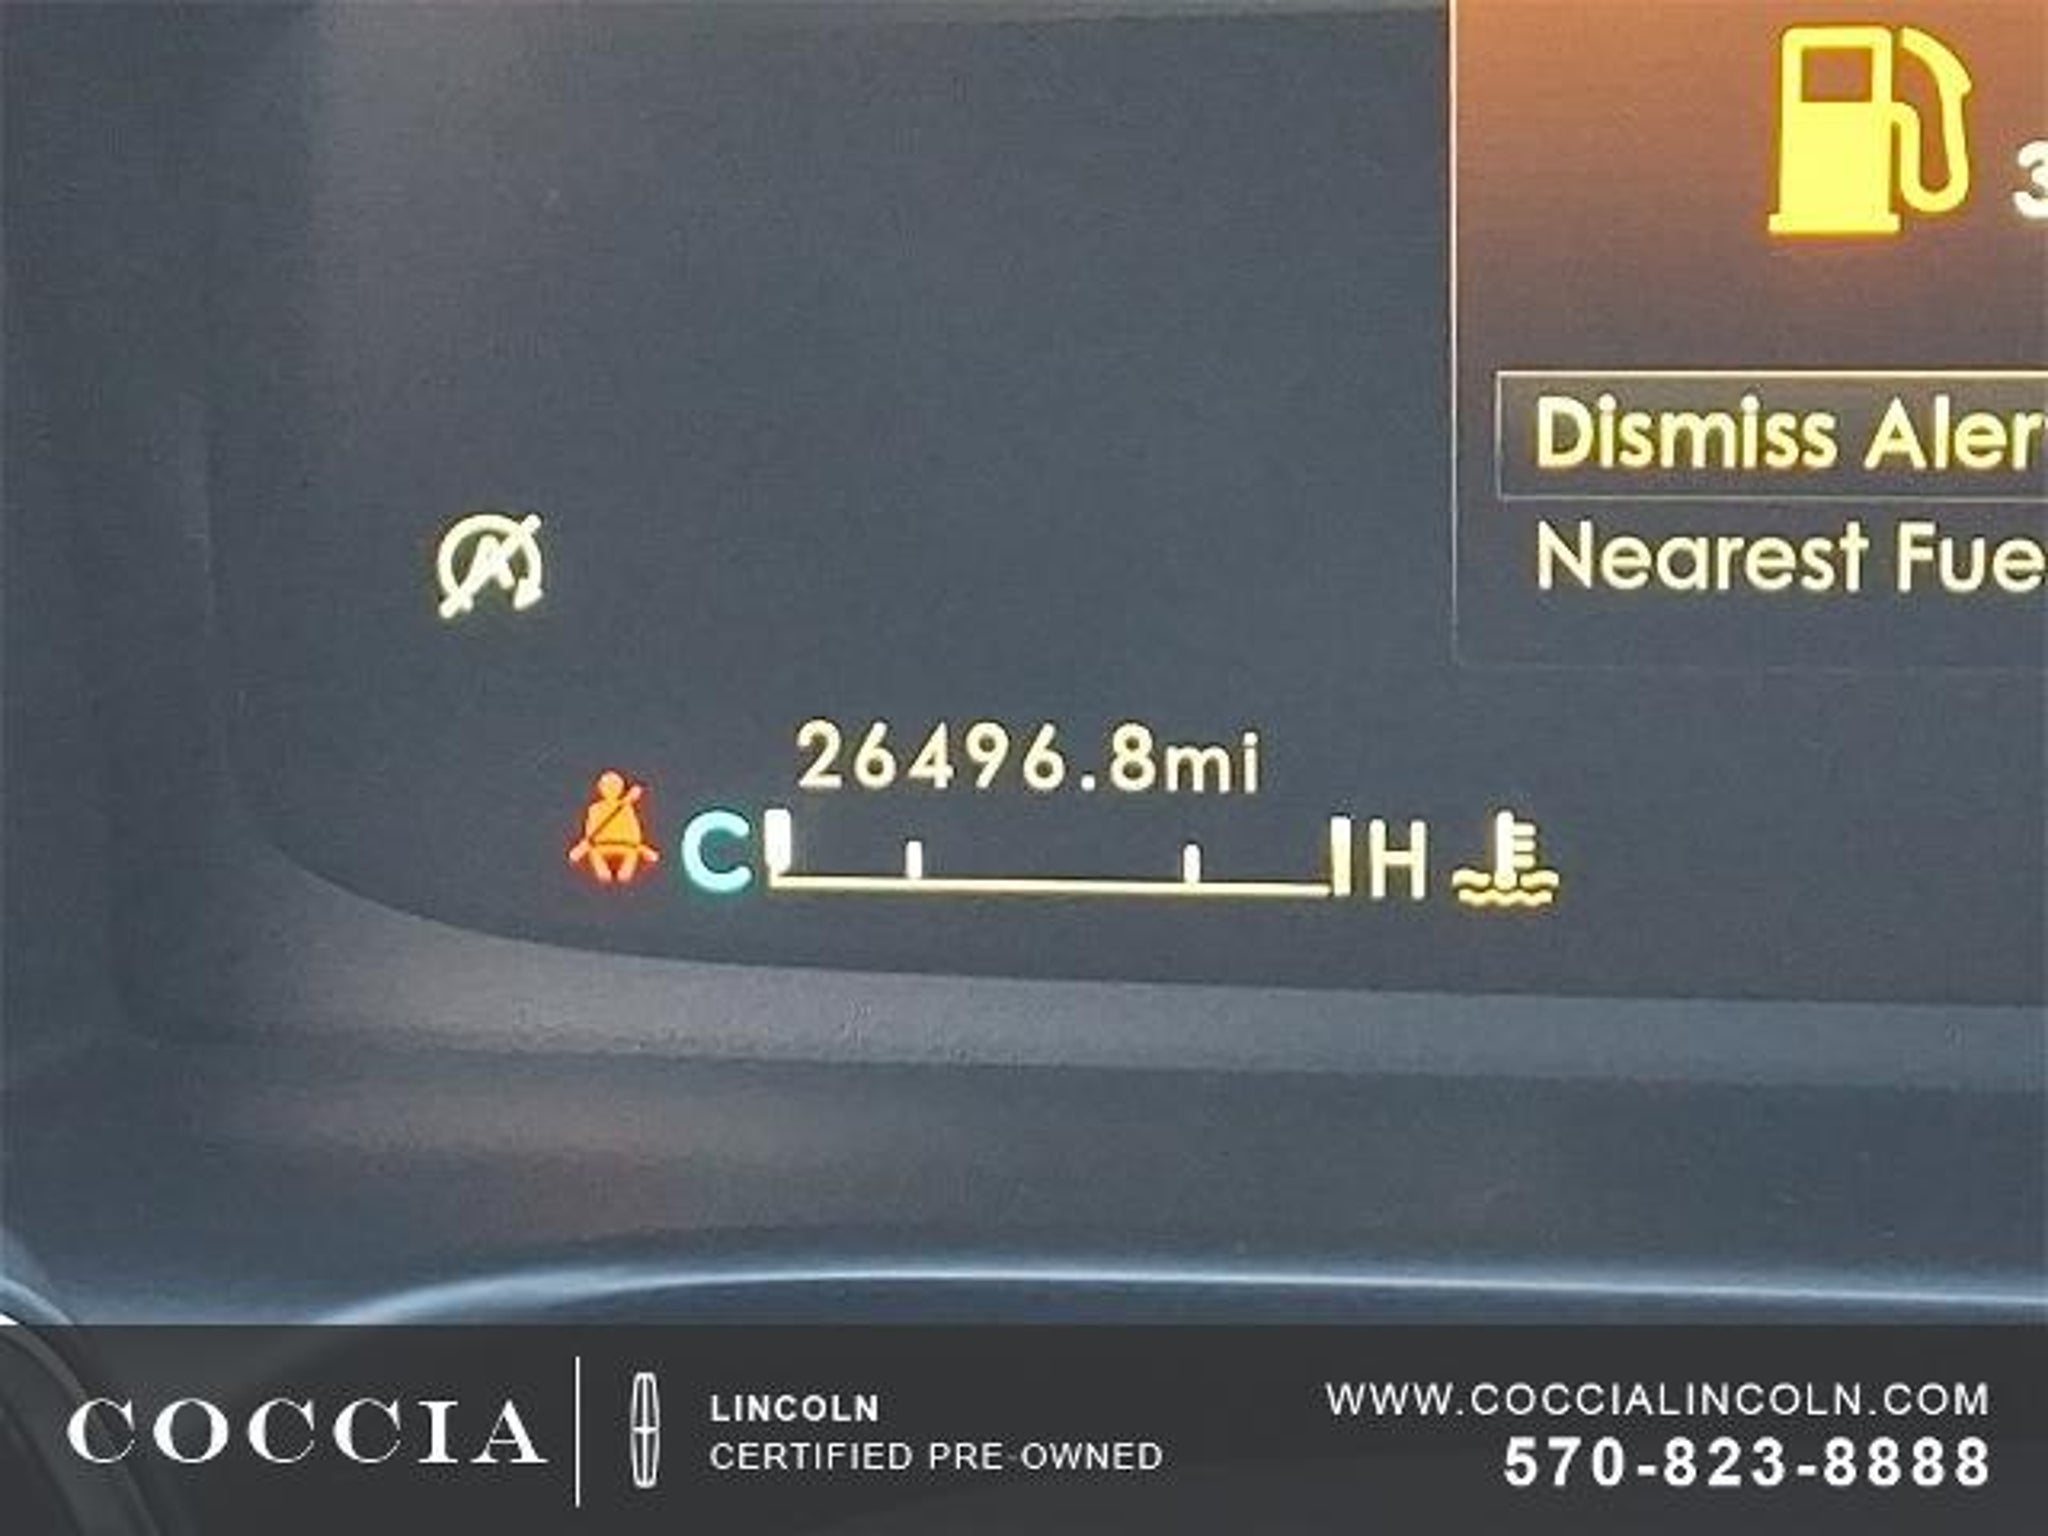 3
Dismiss Aler
Nearest Fue
26496.8mi
C H
COCCIA
LINCOLN
CERTIFIED PRE-OWNED
WWW.COCCIALINCOLN.COM
570-823-8888